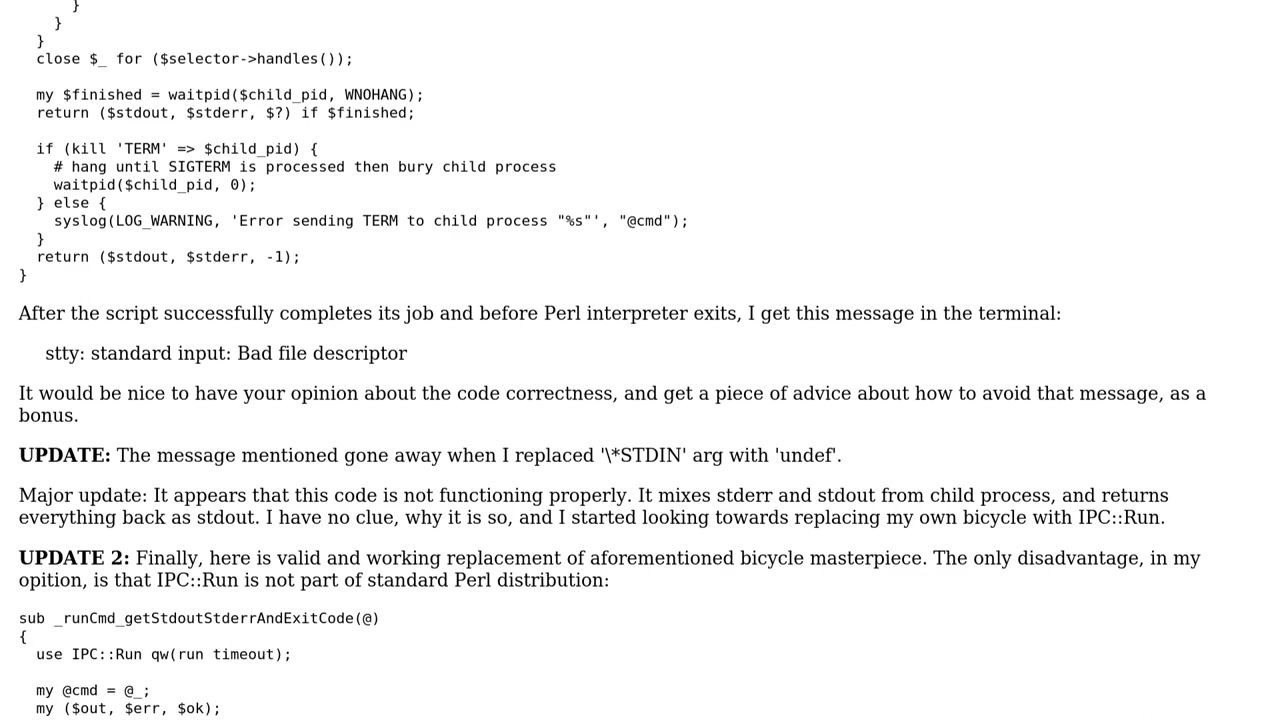 }
    }
  }
  close $_ for ($selector->handles());

  my $finished = waitpid($child_pid, WNOHANG);
  return ($stdout, $stderr, $?) if $finished;

  if (kill 'TERM' => $child_pid) {
    # hang until SIGTERM is processed then bury child process
    waitpid($child_pid, 0);
  } else {
    syslog(LOG_WARNING, 'Error sending TERM to child process "%s"', "@cmd");
  }
  return ($stdout, $stderr, -1);
}
After the script successfully completes its job and before Perl interpreter exits, I get this message in the terminal:
stty: standard input: Bad file descriptor
It would be nice to have your opinion about the code correctness, and get a piece of advice about how to avoid that message, as a
bonus.
UPDATE: The message mentioned gone away when I replaced '\*STDIN' arg with 'undef'.
Major update: It appears that this code is not functioning properly. It mixes stderr and stdout from child process, and returns
everything back as stdout. I have no clue, why it is so, and I started looking towards replacing my own bicycle with IPC::Run.
UPDATE 2: Finally, here is valid and working replacement of aforementioned bicycle masterpiece. The only disadvantage, in my
opition, is that IPC::Run is not part of standard Perl distribution:
sub _runCmd_getStdoutStderrAndExitCode(@)
{
  use IPC::Run qw(run timeout);

  my @cmd = @_;
  my ($out, $err, $ok);